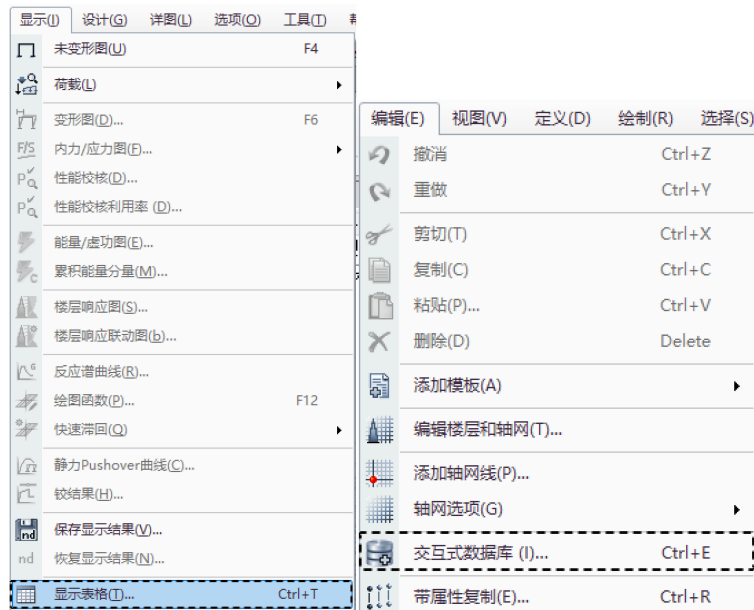 显示(I) 设计(G) 详图(L) 选项(O) 工具(T)
未变形图(U) F4
荷载(L)
变形图(D)... F6
F/S 内力/应力图(F)...
性能校核(D)...
性能校核利用率 (D)...
能量/虚功图(E)...
累积能量分量(M)...
楼层响应图(S)...
楼层响应联动图(b)...
反应谱曲线(R)...
绘图函数(P)... F12
快速滞回(Q)
静力Pushover曲线(C)...
铰结果(H)...
.nd 保存显示结果(V)...
nd 恢复显示结果(N)...
显示表格(T)... Ctrl+T
编辑(E) 视图(V) 定义(D) 绘制(R) 选择(S)
撤消 Ctrl+Z
重做 Ctrl+Y
剪切(T) Ctrl+X
复制(C) Ctrl+C
粘贴(P)... Ctrl+V
删除(D) Delete
添加模板(A)
编辑楼层和轴网(T)...
添加轴网线(P)...
轴网选项(G)
交互式数据库 (I)... Ctrl+E
带属性复制(E)... Ctrl+R